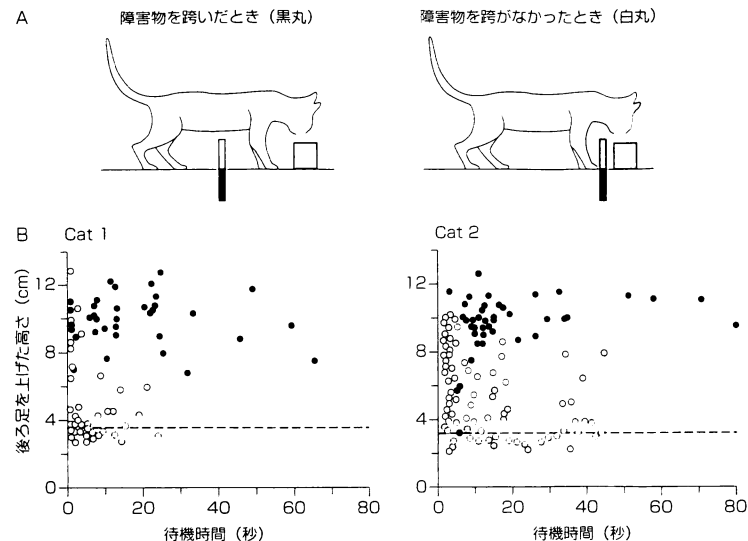 A
障害物を跨いだとき（黒丸）
障害物を跨がなかったとき（白丸）
B
Cat 1
Cat 2
後ろ足を上げた高さ（cm）
12
8
4
0
0
20
40
60
80
待機時間（秒）
12
8
4
0
0
20
40
60
80
待機時間（秒）